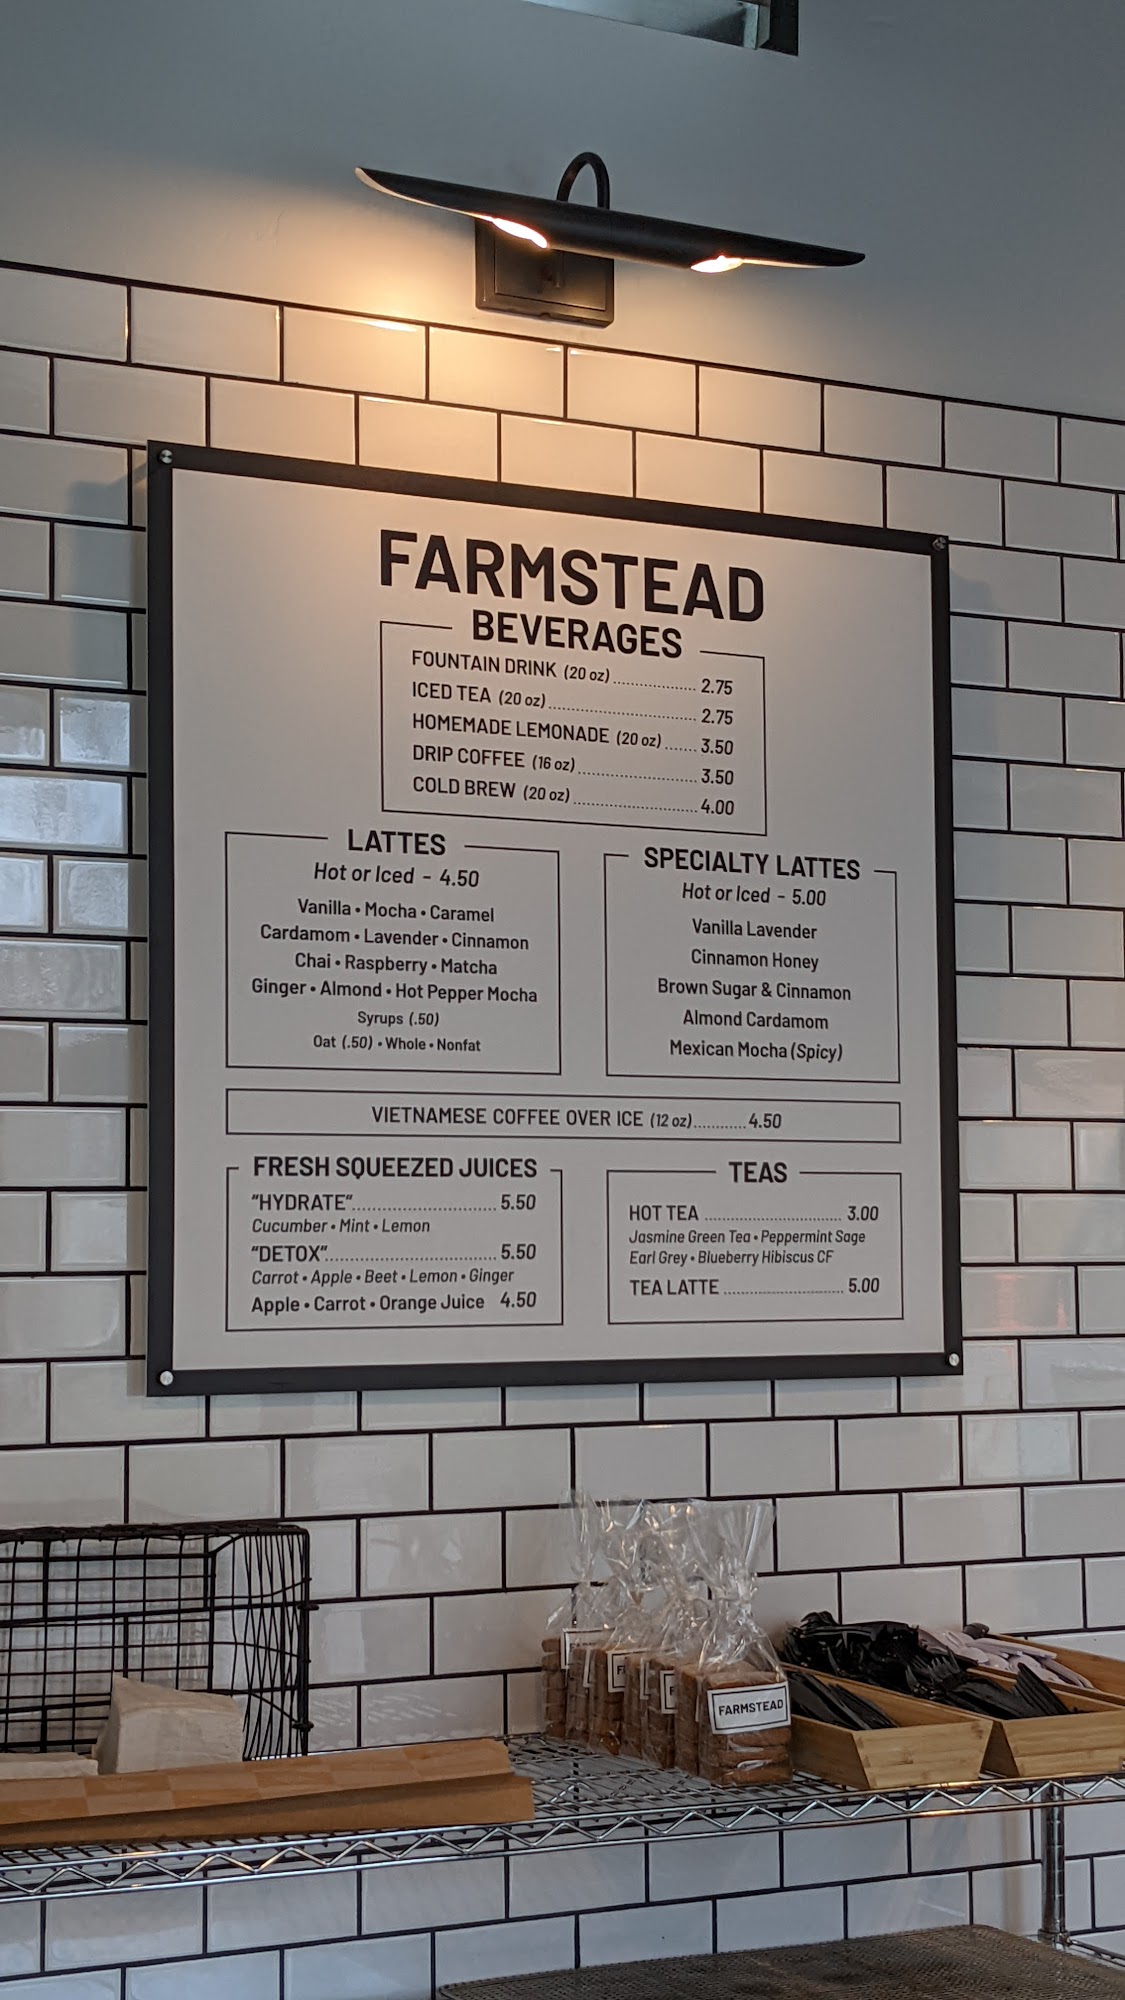 FARMSTEAD
BEVERAGES
FOUNTAIN DRINK (20 oz) 2.75
ICED TEA (20 oz) 2.75
HOMEMADE LEMONADE (20 oz) 3.50
DRIP COFFEE (16 oz) 3.50
COLD BREW (20 oz) 4.00
LATTES
Hot or Iced - 4.50
Vanilla • Mocha • Caramel
Cardamom • Lavender • Cinnamon
Chai • Raspberry • Matcha
Ginger • Almond • Hot Pepper Mocha
Syrups (.50)
Oat (.50) • Whole • Nonfat
SPECIALTY LATTES
Hot or Iced - 5.00
Vanilla Lavender
Cinnamon Honey
Brown Sugar & Cinnamon
Almond Cardamom
Mexican Mocha (Spicy)
VIETNAMESE COFFEE OVER ICE (12 oz) 4.50
FRESH SQUEEZED JUICES
"HYDRATE" 5.50
Cucumber • Mint • Lemon
"DETOX" 5.50
Carrot • Apple • Beet • Lemon • Ginger
Apple • Carrot • Orange Juice 4.50
TEAS
HOT TEA 3.00
Jasmine Green Tea • Peppermint Sage
Earl Grey • Blueberry Hibiscus CF
TEA LATTE 5.00
FARMSTEAD